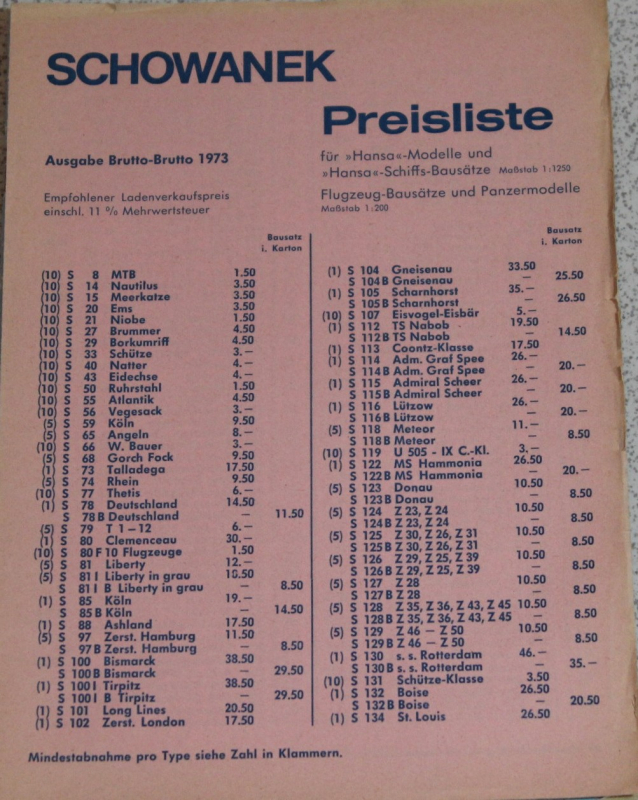 SCHOWANEK
Preisliste
Ausgabe Brutto-Brutto 1973
für »Hansa«-Modelle und
»Hansa«-Schiffs-Bausätze Maßstab 1:1250
Empfohlener Ladenverkaufspreis
einschl. 11 % Mehrwertsteuer
Flugzeug-Bausätze und Panzermodelle
Maßstab 1:200
Bausatz
i. Karton
(10) S 8 MTB 1.50
(10) S 14 Nautilus 3.50
(10) S 15 Meerkatze 3.50
(10) S 20 Ems 3.50
(10) S 21 Niobe 1.50
(10) S 27 Brummer 4.50
(10) S 29 Borkumriff 4.50
(10) S 33 Schütze 3.–
(10) S 40 Natter 4.–
(10) S 43 Eidechse 4.–
(10) S 50 Ruhrstahl 1.50
(10) S 55 Atlantik 4.50
(10) S 56 Vegesack 3.–
(5) S 59 Köln 9.50
(5) S 65 Angeln 8.–
(10) S 66 W. Bauer 3.–
(5) S 68 Gorch Fock 9.50
(1) S 73 Talladega 17.50
(5) S 74 Rhein 9.50
(10) S 77 Thetis 6.–
(1) S 78 Deutschland 14.50
S 78 B Deutschland – 11.50
(5) S 79 T 1–12 6.–
(1) S 80 Clemenceau 30.–
(10) S 80 F 10 Flugzeuge 1.50
(5) S 81 Liberty 12.–
(5) S 81 I Liberty in grau 10.50
S 81 I B Liberty in grau – 8.50
(1) S 85 Köln 19.–
S 85 B Köln – 14.50
(1) S 88 Ashland 17.50
(5) S 97 Zerst. Hamburg 11.50
S 97 B Zerst. Hamburg – 8.50
(1) S 100 Bismarck 38.50
S 100 B Bismarck – 29.50
(1) S 100 I Tirpitz 38.50
S 100 I B Tirpitz – 29.50
(1) S 101 Long Lines 20.50
(1) S 102 Zerst. London 17.50
Bausatz
i. Karton
(1) S 104 Gneisenau 33.50
S 104 B Gneisenau – 25.50
(1) S 105 Scharnhorst 35.–
S 105 B Scharnhorst – 26.50
(10) S 107 Eisvogel-Eisbär 5.–
(1) S 112 TS Nabob 19.50
S 112 B TS Nabob – 14.50
(1) S 113 Coontz-Klasse 17.50
(1) S 114 Adm. Graf Spee 26.–
S 114 B Adm. Graf Spee – 20.–
(1) S 115 Admiral Scheer 26.–
S 115 B Admiral Scheer – 20.–
(1) S 116 Lützow 26.–
S 116 B Lützow – 20.–
(5) S 118 Meteor 11.–
S 118 B Meteor – 8.50
(10) S 119 U 505 - IX C.-Kl. 3.–
(1) S 122 MS Hammonia 26.50
S 122 B MS Hammonia – 20.–
(5) S 123 Donau 10.50
S 123 B Donau – 8.50
(5) S 124 Z 23, Z 24 10.50
S 124 B Z 23, Z 24 – 8.50
(5) S 125 Z 30, Z 26, Z 31 10.50
S 125 B Z 30, Z 26, Z 31 – 8.50
(5) S 126 Z 29, Z 25, Z 39 10.50
S 126 B Z 29, Z 25, Z 39 – 8.50
(5) S 127 Z 28 10.50
S 127 B Z 28 – 8.50
(5) S 128 Z 35, Z 36, Z 43, Z 45 10.50
S 128 B Z 35, Z 36, Z 43, Z 45 – 8.50
(5) S 129 Z 46 – Z 50 10.50
S 129 B Z 46 – Z 50 – 8.50
(1) S 130 s. s. Rotterdam 46.–
S 130 B s. s. Rotterdam – 35.–
(10) S 131 Schütze-Klasse 3.50
(1) S 132 Boise 26.50
S 132 B Boise – 20.50
(1) S 134 St. Louis 26.50
Mindestabnahme pro Type siehe Zahl in Klammern.